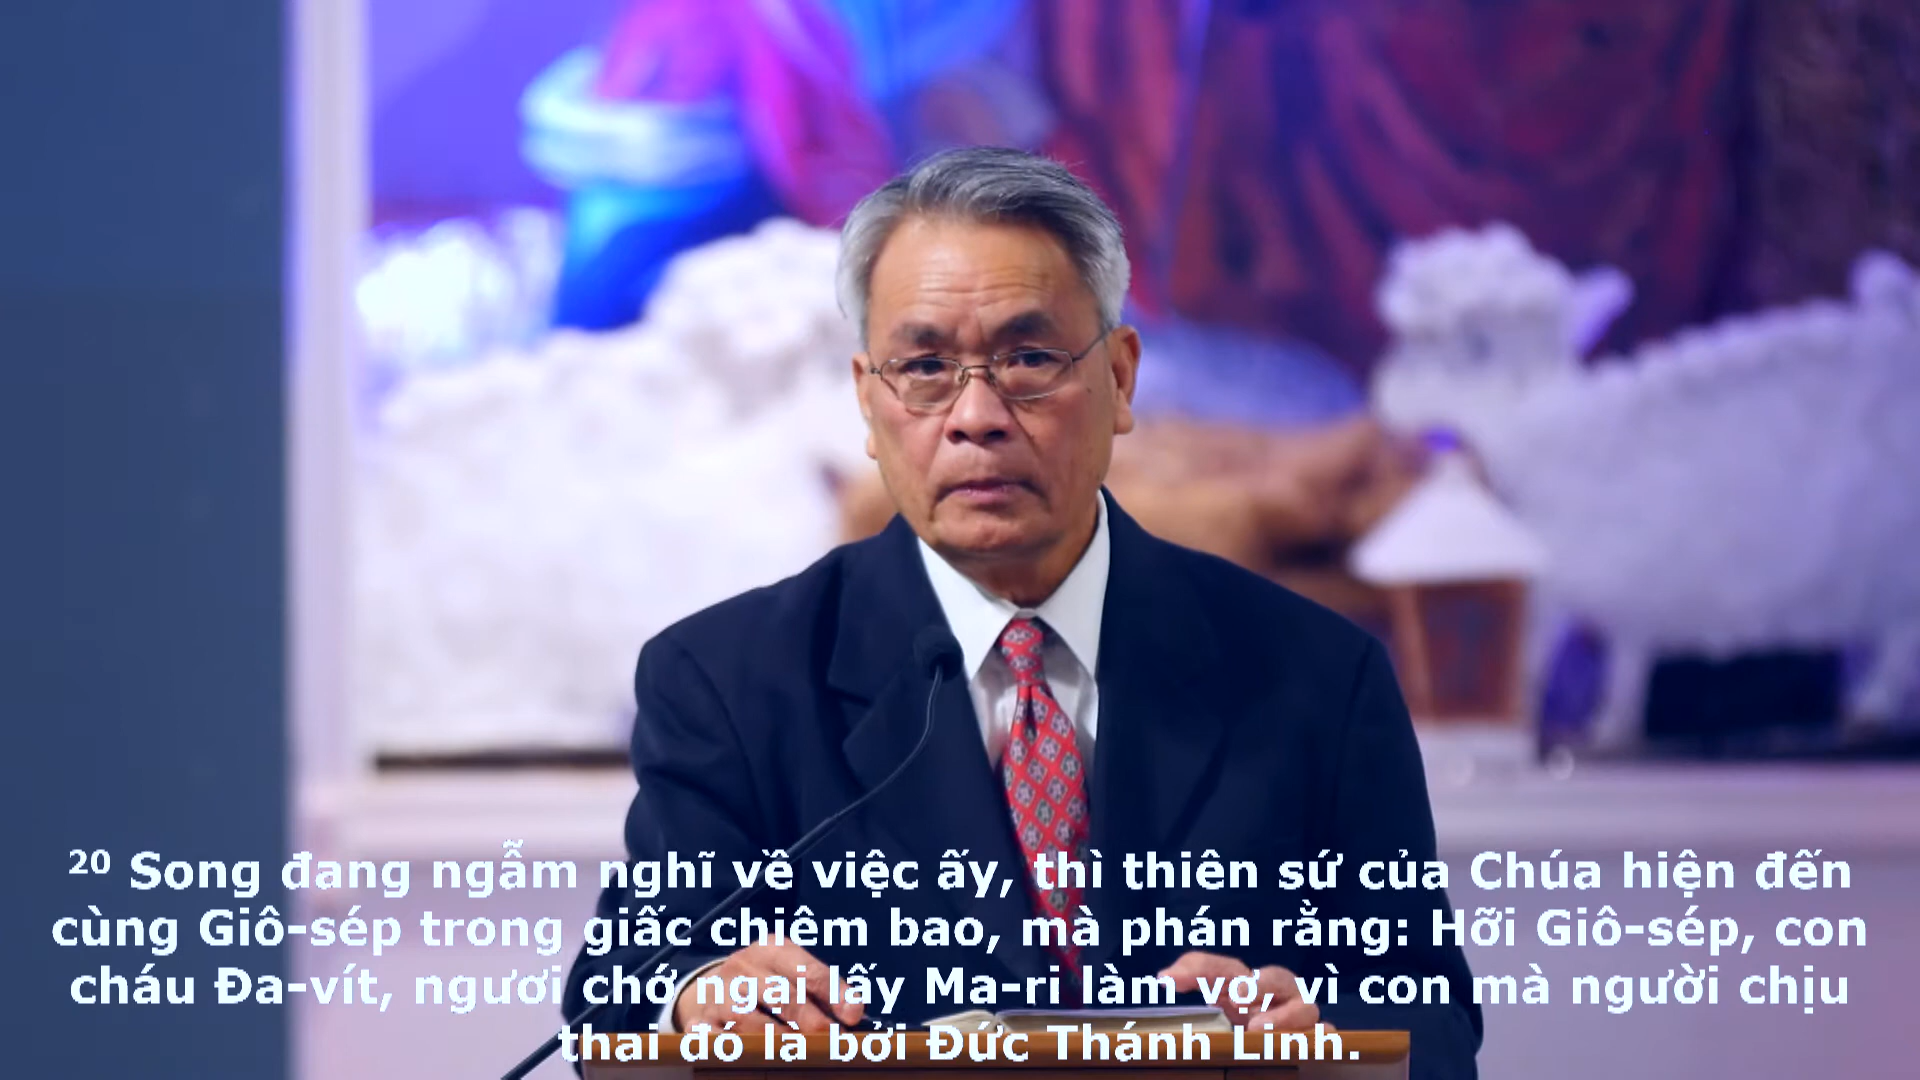 20 Song đang ngẫm nghĩ về việc ấy, thì thiên sứ của Chúa hiện đến
cùng Giô-sép trong giấc chiêm bao, mà phán rằng: Hỡi Giô-sép, con
cháu Đa-vít, ngươi chớ ngại lấy Ma-ri làm vợ, vì con mà người chịu
thai đó là bởi Đức Thánh Linh.